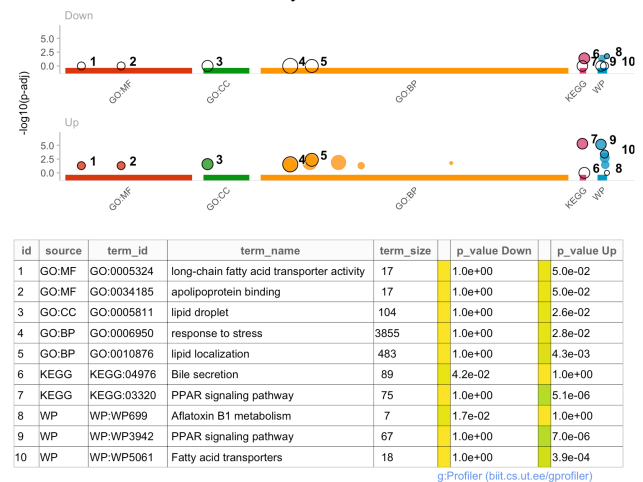 Down
5.0
2.5
0.0
1 2 3 4 5 6 7 8 9 10
GO:MF GO:CC GO:BP KEGG WP
-log10(p-adj)
Up
5.0
2.5
0.0
1 2 3 4 5 7 6 9 10 8
GO:MF GO:CC GO:BP KEGG WP
id source term_id term_name term_size p_value Down p_value Up
1 GO:MF GO:0005324 long-chain fatty acid transporter activity 17 1.0e+00 5.0e-02
2 GO:MF GO:0034185 apolipoprotein binding 17 1.0e+00 5.0e-02
3 GO:CC GO:0005811 lipid droplet 104 1.0e+00 2.6e-02
4 GO:BP GO:0006950 response to stress 3855 1.0e+00 2.8e-02
5 GO:BP GO:0010876 lipid localization 483 1.0e+00 4.3e-03
6 KEGG KEGG:04976 Bile secretion 89 4.2e-02 1.0e+00
7 KEGG KEGG:03320 PPAR signaling pathway 75 1.0e+00 5.1e-06
8 WP WP:WP699 Aflatoxin B1 metabolism 7 1.7e-02 1.0e+00
9 WP WP:WP3942 PPAR signaling pathway 67 1.0e+00 7.0e-06
10 WP WP:WP5061 Fatty acid transporters 18 1.0e+00 3.9e-04
g:Profiler (biit.cs.ut.ee/gprofiler)